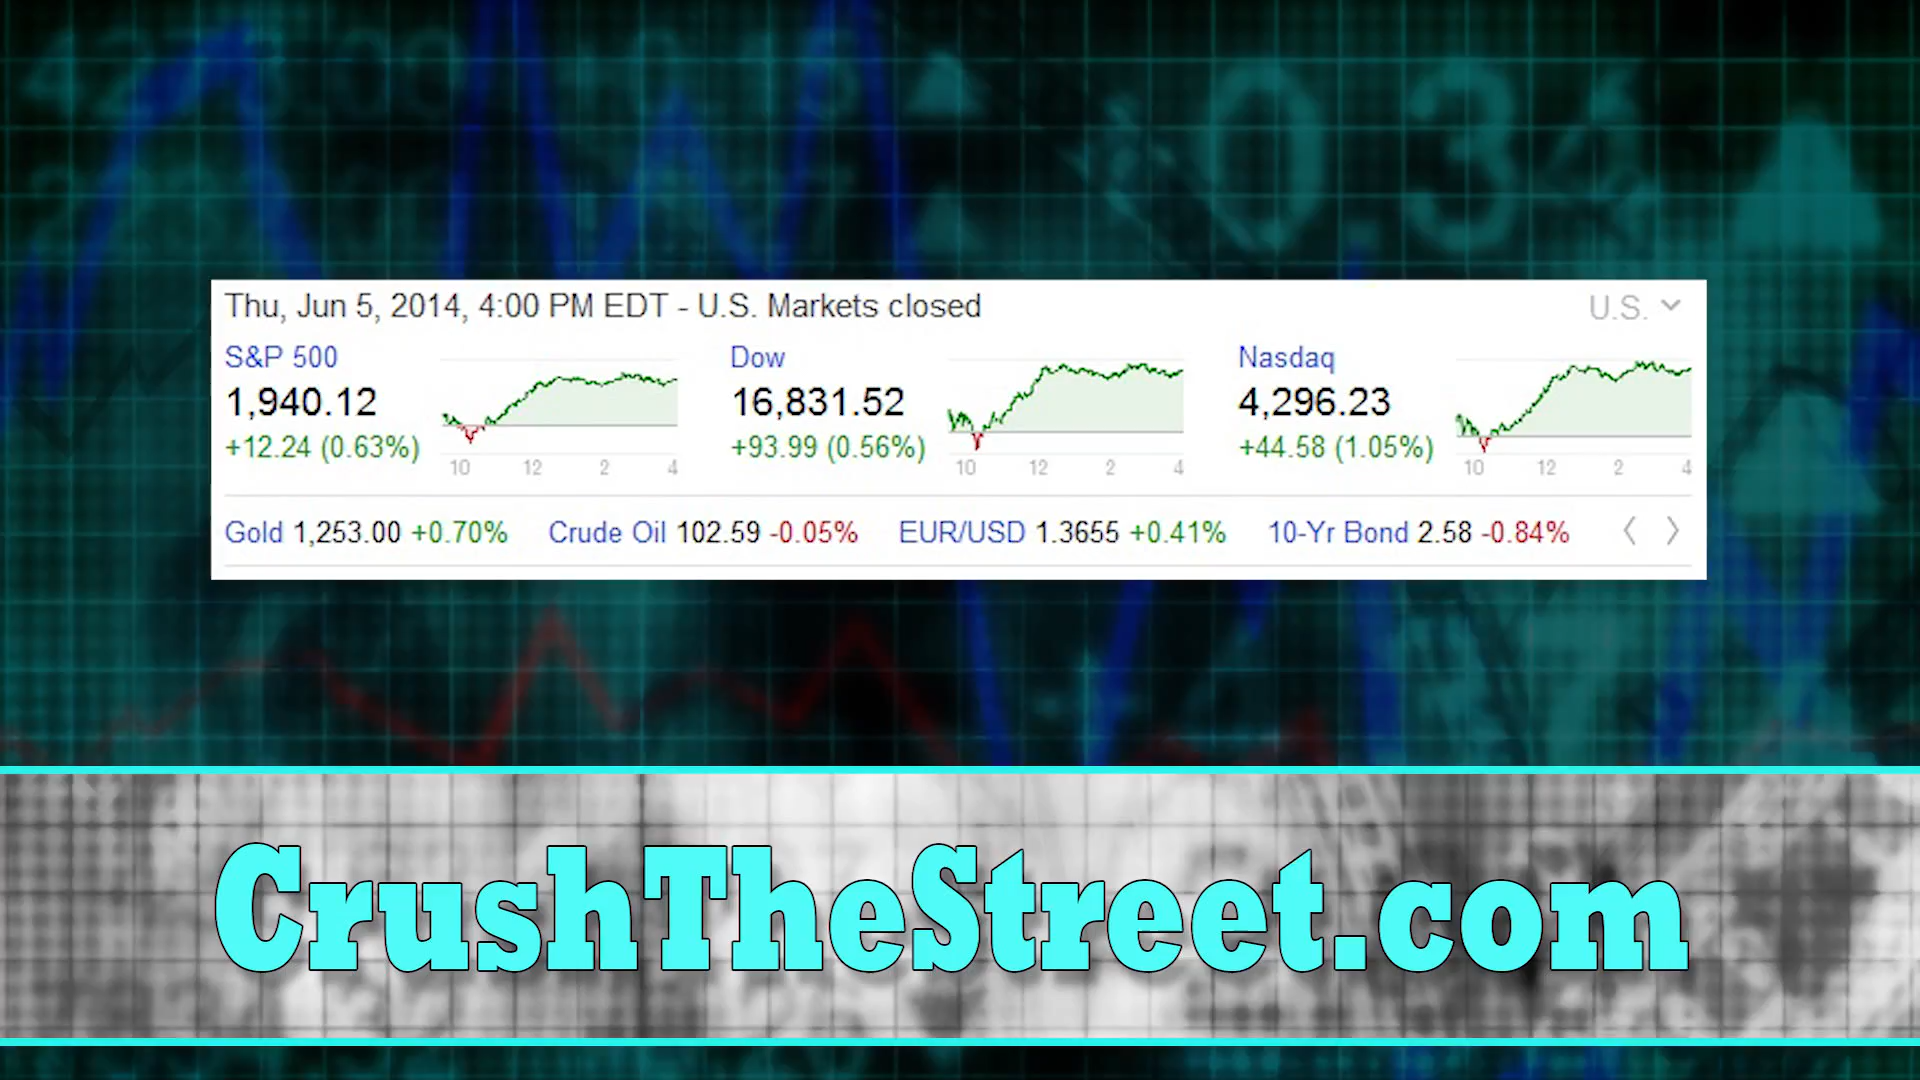 0.34
Thu, Jun 5, 2014, 4:00 PM EDT - U.S. Markets closed
U.S.
S&P 500
1,940.12
+12.24 (0.63%)
10 12 2 4
Dow
16,831.52
+93.99 (0.56%)
10 12 2 4
Nasdaq
4,296.23
+44.58 (1.05%)
10 12 2 4
Gold 1,253.00 +0.70% Crude Oil 102.59 -0.05% EUR/USD 1.3655 +0.41% 10-Yr Bond 2.58 -0.84%
CrushTheStreet.com